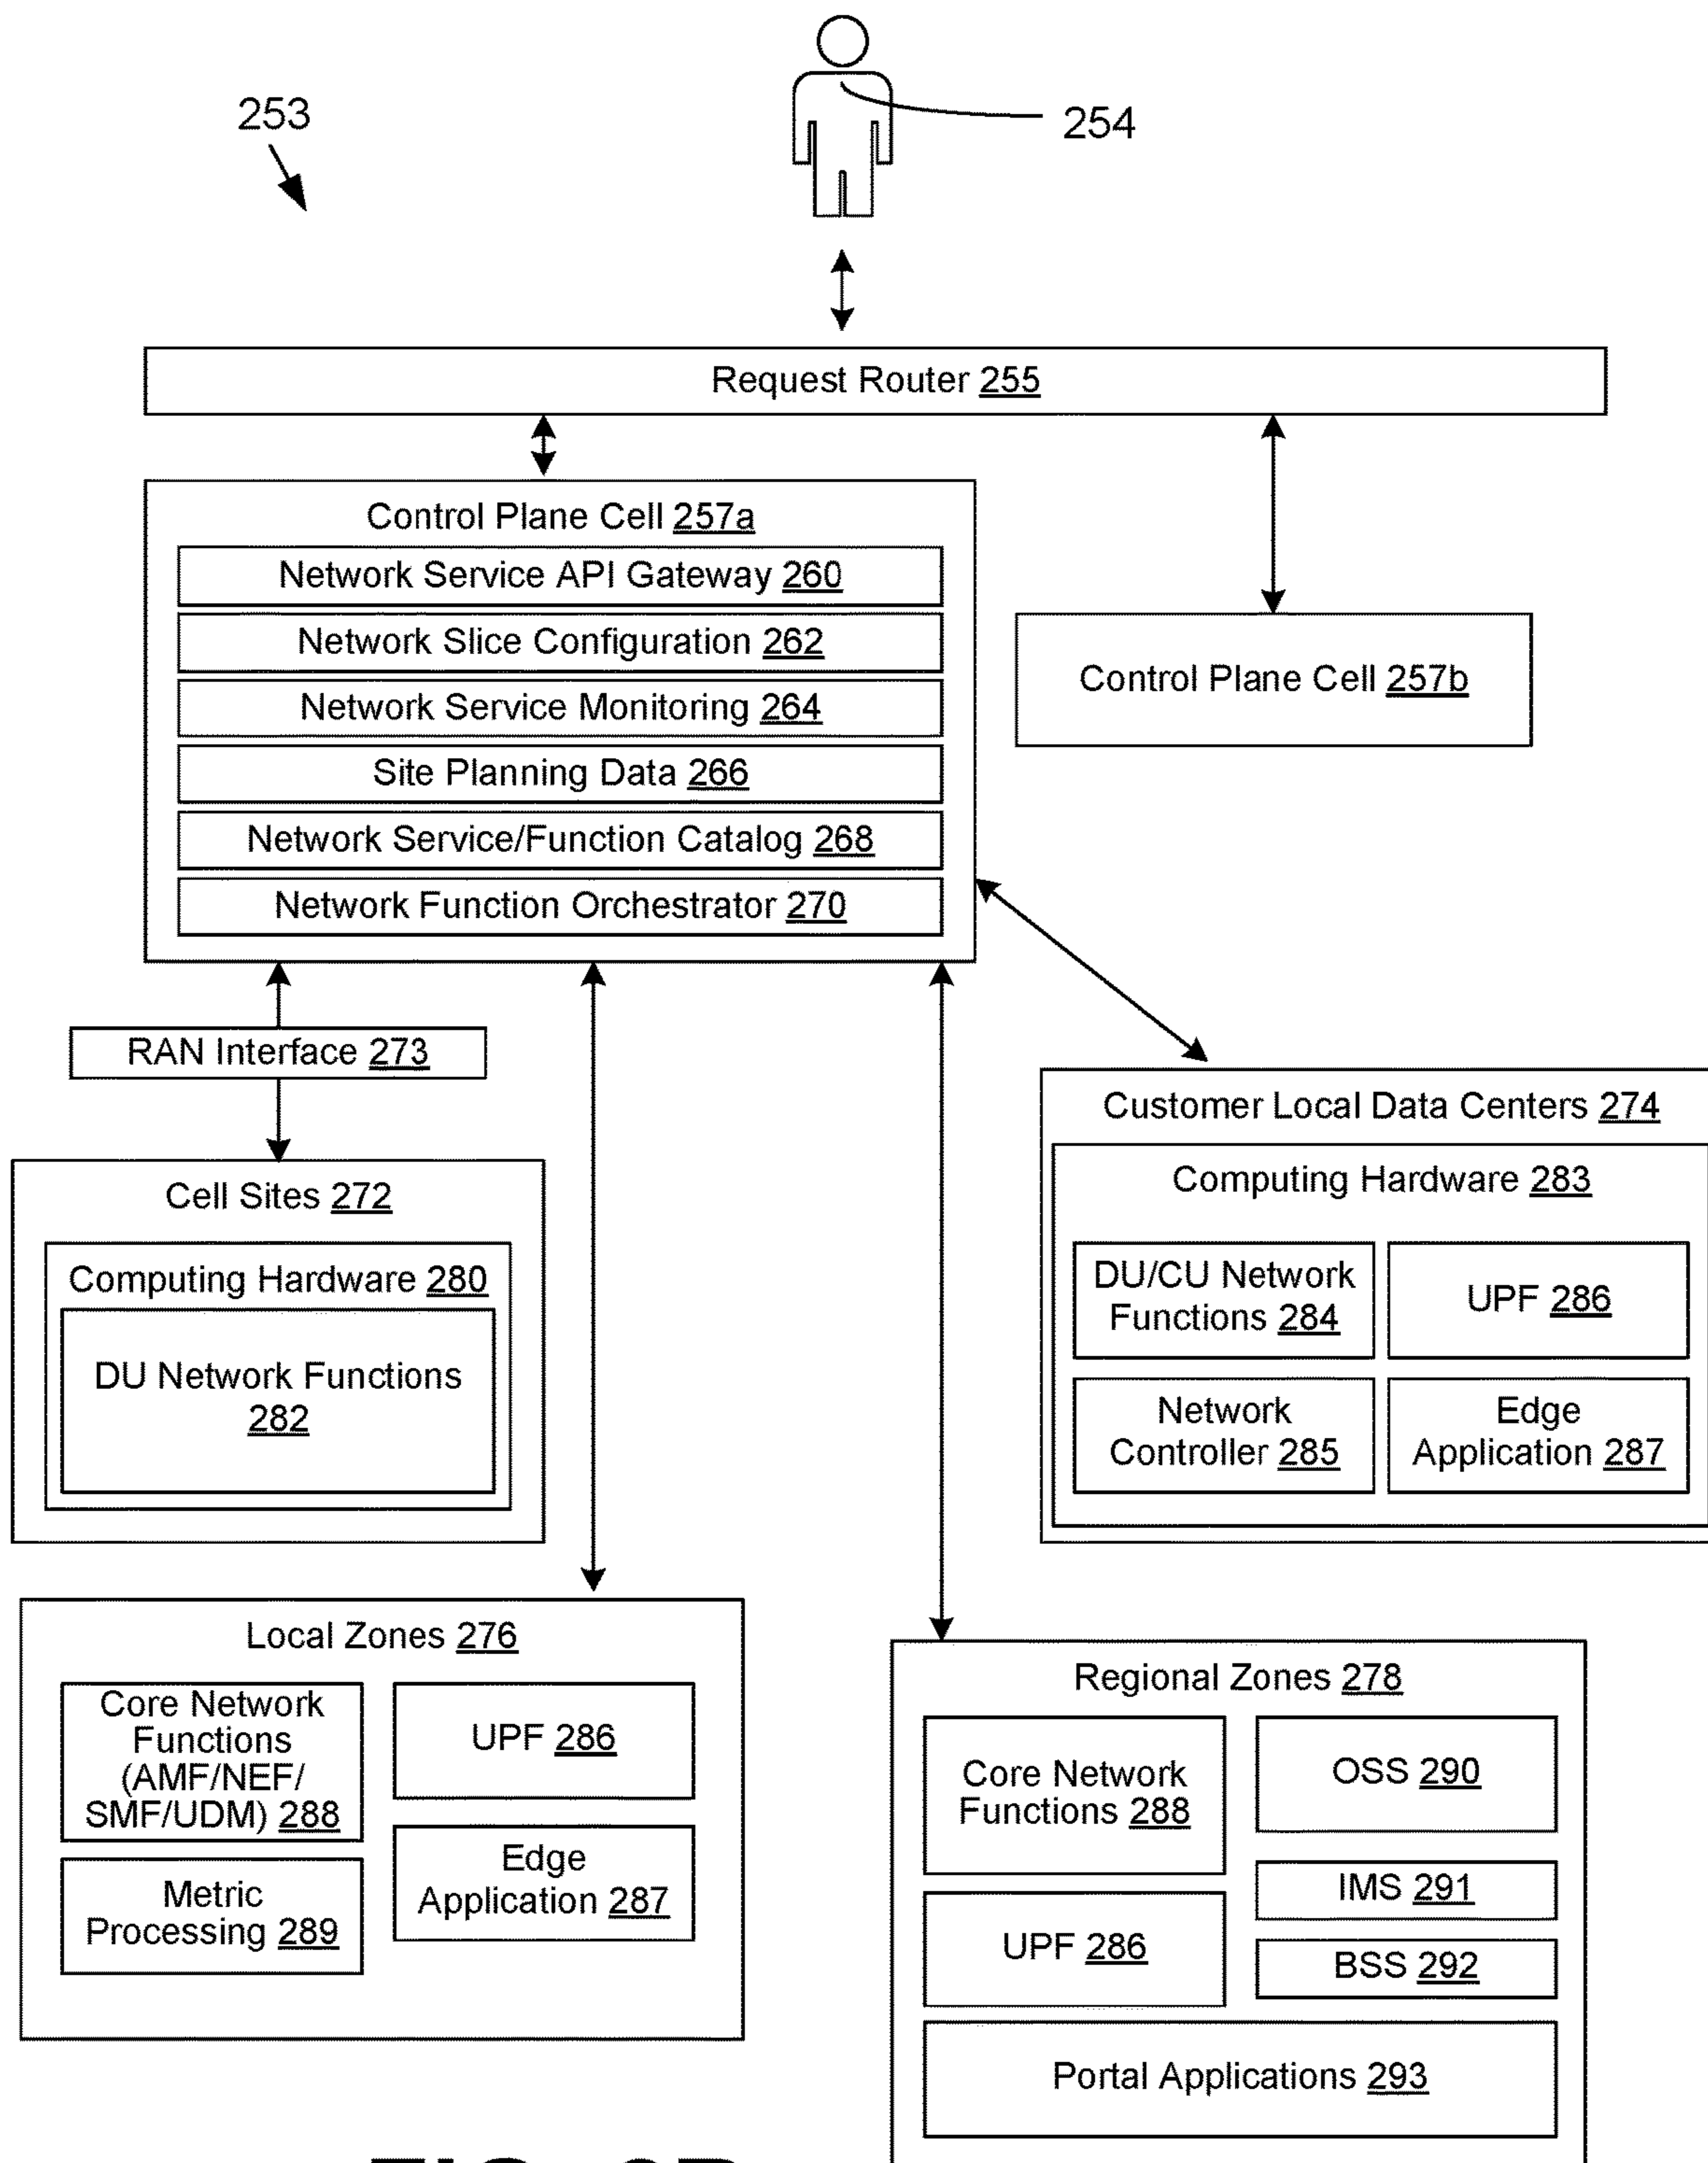 253
254
Request Router 255
Control Plane Cell 257a
Network Service API Gateway 260
Network Slice Configuration 262
Network Service Monitoring 264
Site Planning Data 266
Network Service/Function Catalog 268
Network Function Orchestrator 270
Control Plane Cell 257b
RAN Interface 273
Cell Sites 272
Computing Hardware 280
DU Network Functions
282
Customer Local Data Centers 274
Computing Hardware 283
DU/CU Network
Functions 284
UPF 286
Network
Controller 285
Edge
Application 287
Local Zones 276
Core Network
Functions
(AMF/NEF/
SMF/UDM) 288
UPF 286
Metric
Processing 289
Edge
Application 287
Regional Zones 278
Core Network
Functions 288
OSS 290
IMS 291
UPF 286
BSS 292
Portal Applications 293